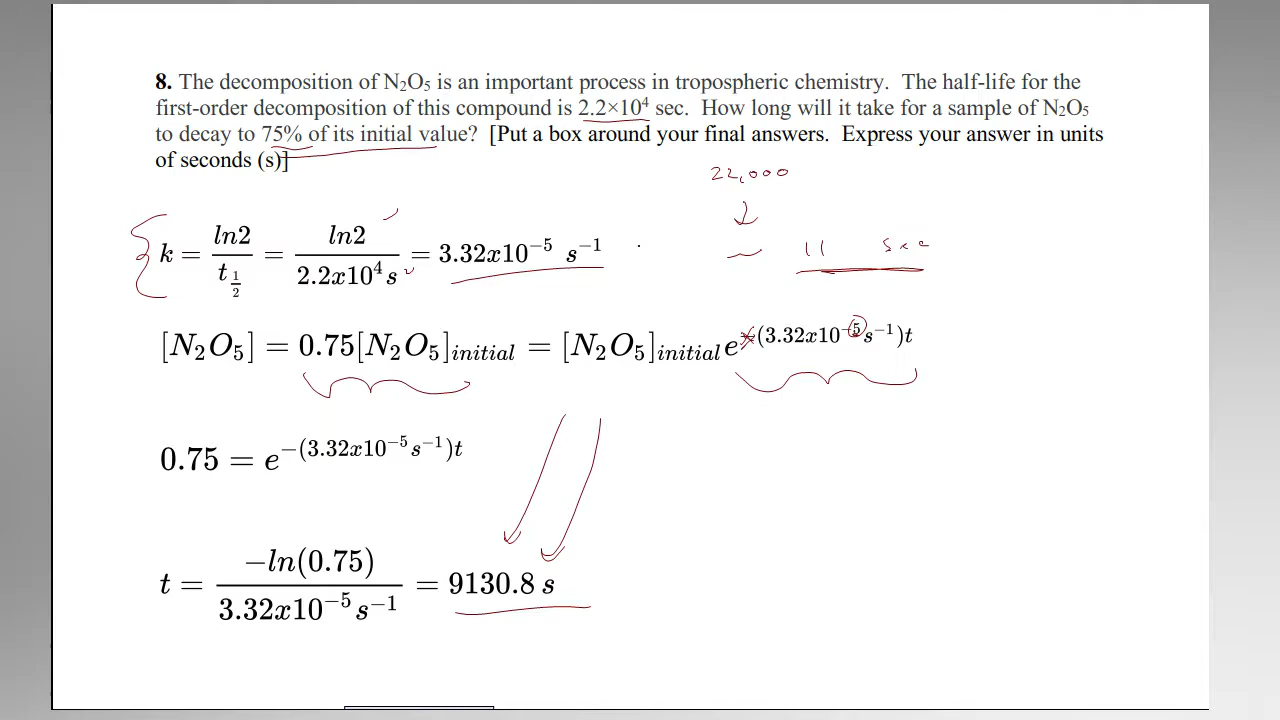 8. The decomposition of N₂O₅ is an important process in tropospheric chemistry. The half-life for the
first-order decomposition of this compound is 2.2×10⁴ sec. How long will it take for a sample of N₂O₅
to decay to 75% of its initial value? [Put a box around your final answers. Express your answer in units
of seconds (s)]
22,000
k = ln2 / t_{1/2} = ln2 / 2.2x10⁴ s = 3.32x10⁻⁵ s⁻¹
~ 11 sec
[N₂O₅] = 0.75[N₂O₅]_{initial} = [N₂O₅]_{initial} e^{-(3.32x10⁻⁵ s⁻¹)t}
0.75 = e^{-(3.32x10⁻⁵ s⁻¹)t}
t = -ln(0.75) / 3.32x10⁻⁵ s⁻¹ = 9130.8 s